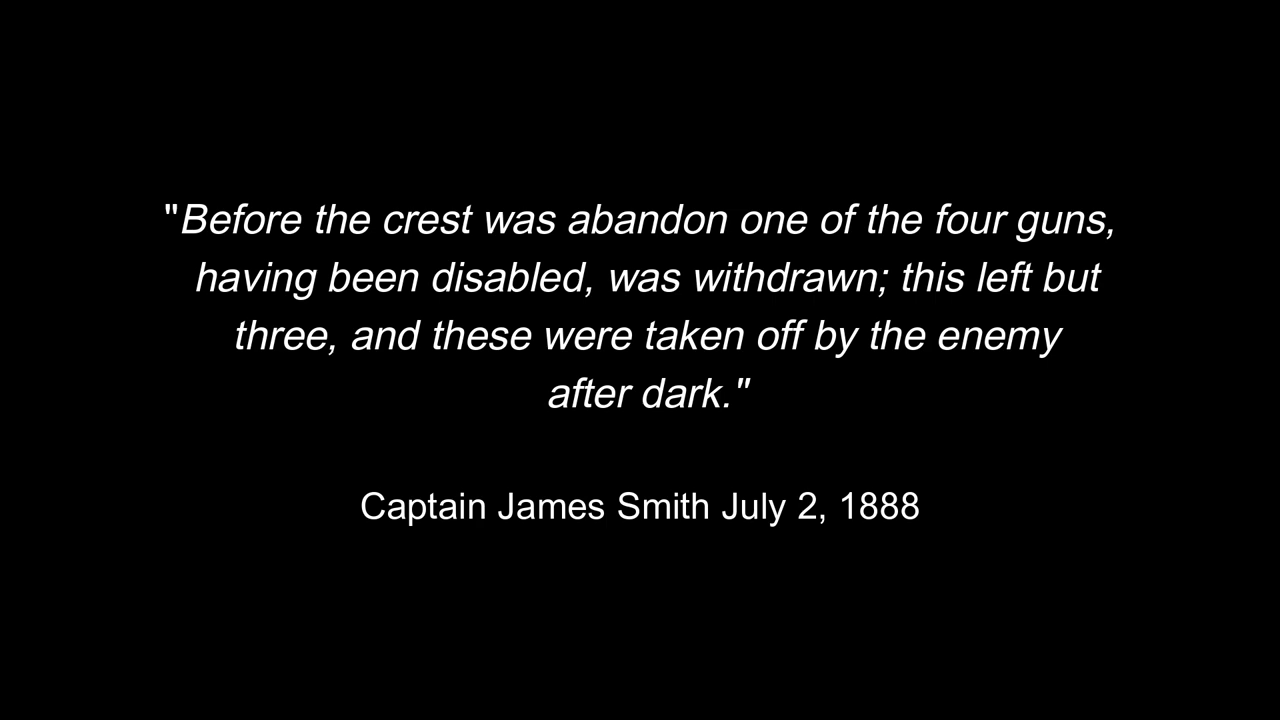 "Before the crest was abandon one of the four guns,
having been disabled, was withdrawn; this left but
three, and these were taken off by the enemy
after dark."
Captain James Smith July 2, 1888